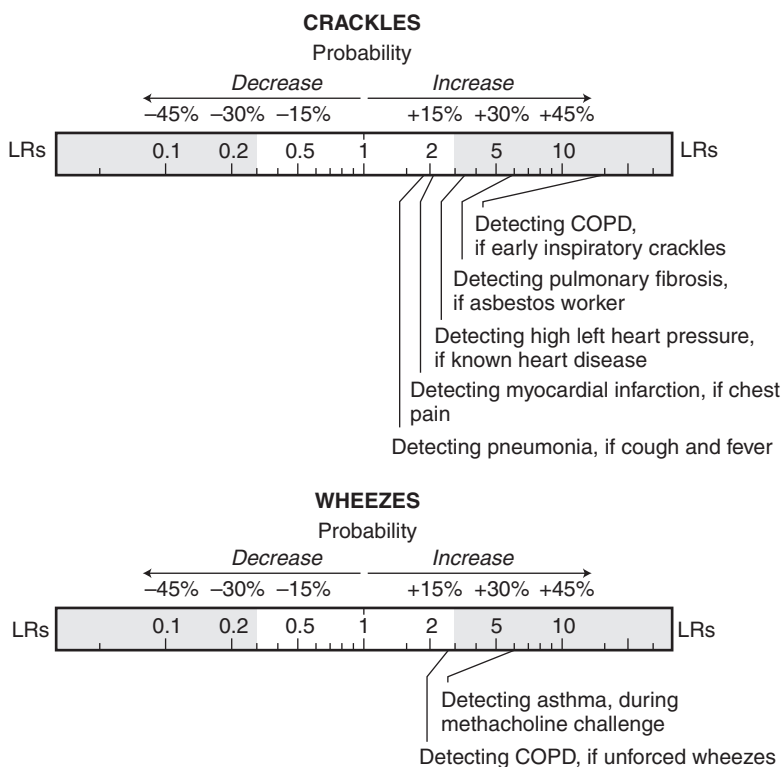 CRACKLES
Probability
Decrease Increase
–45% –30% –15% +15% +30% +45%
LRs 0.1 0.2 0.5 1 2 5 10 LRs
Detecting COPD,
if early inspiratory crackles
Detecting pulmonary fibrosis,
if asbestos worker
Detecting high left heart pressure,
if known heart disease
Detecting myocardial infarction, if chest
pain
Detecting pneumonia, if cough and fever
WHEEZES
Probability
Decrease Increase
–45% –30% –15% +15% +30% +45%
LRs 0.1 0.2 0.5 1 2 5 10 LRs
Detecting asthma, during
methacholine challenge
Detecting COPD, if unforced wheezes